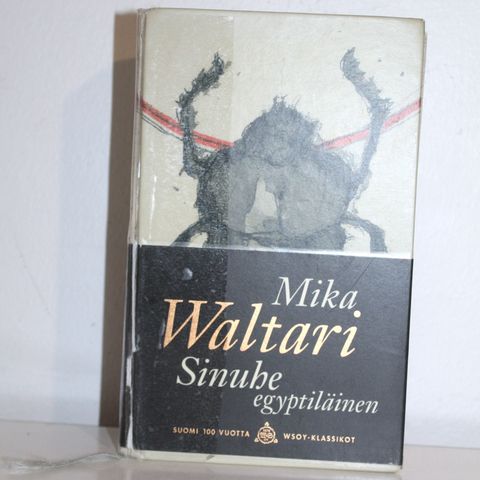 Mika
Waltari
Sinuhe
egyptiläinen
SUOMI 100 VUOTTA WSOY-KLASSIKOT